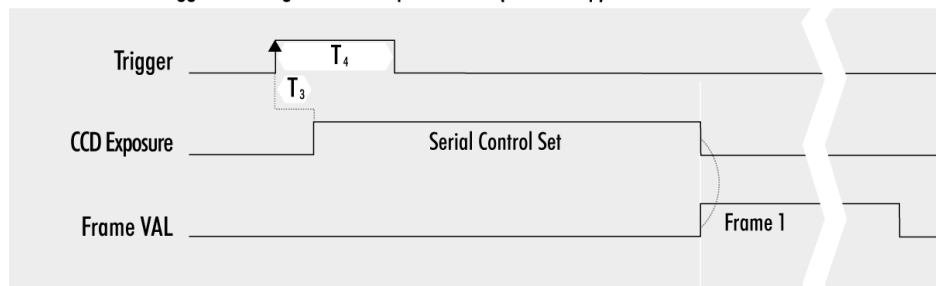 Trigger
T₄
T₃
CCD Exposure
Serial Control Set
Frame VAL
Frame 1